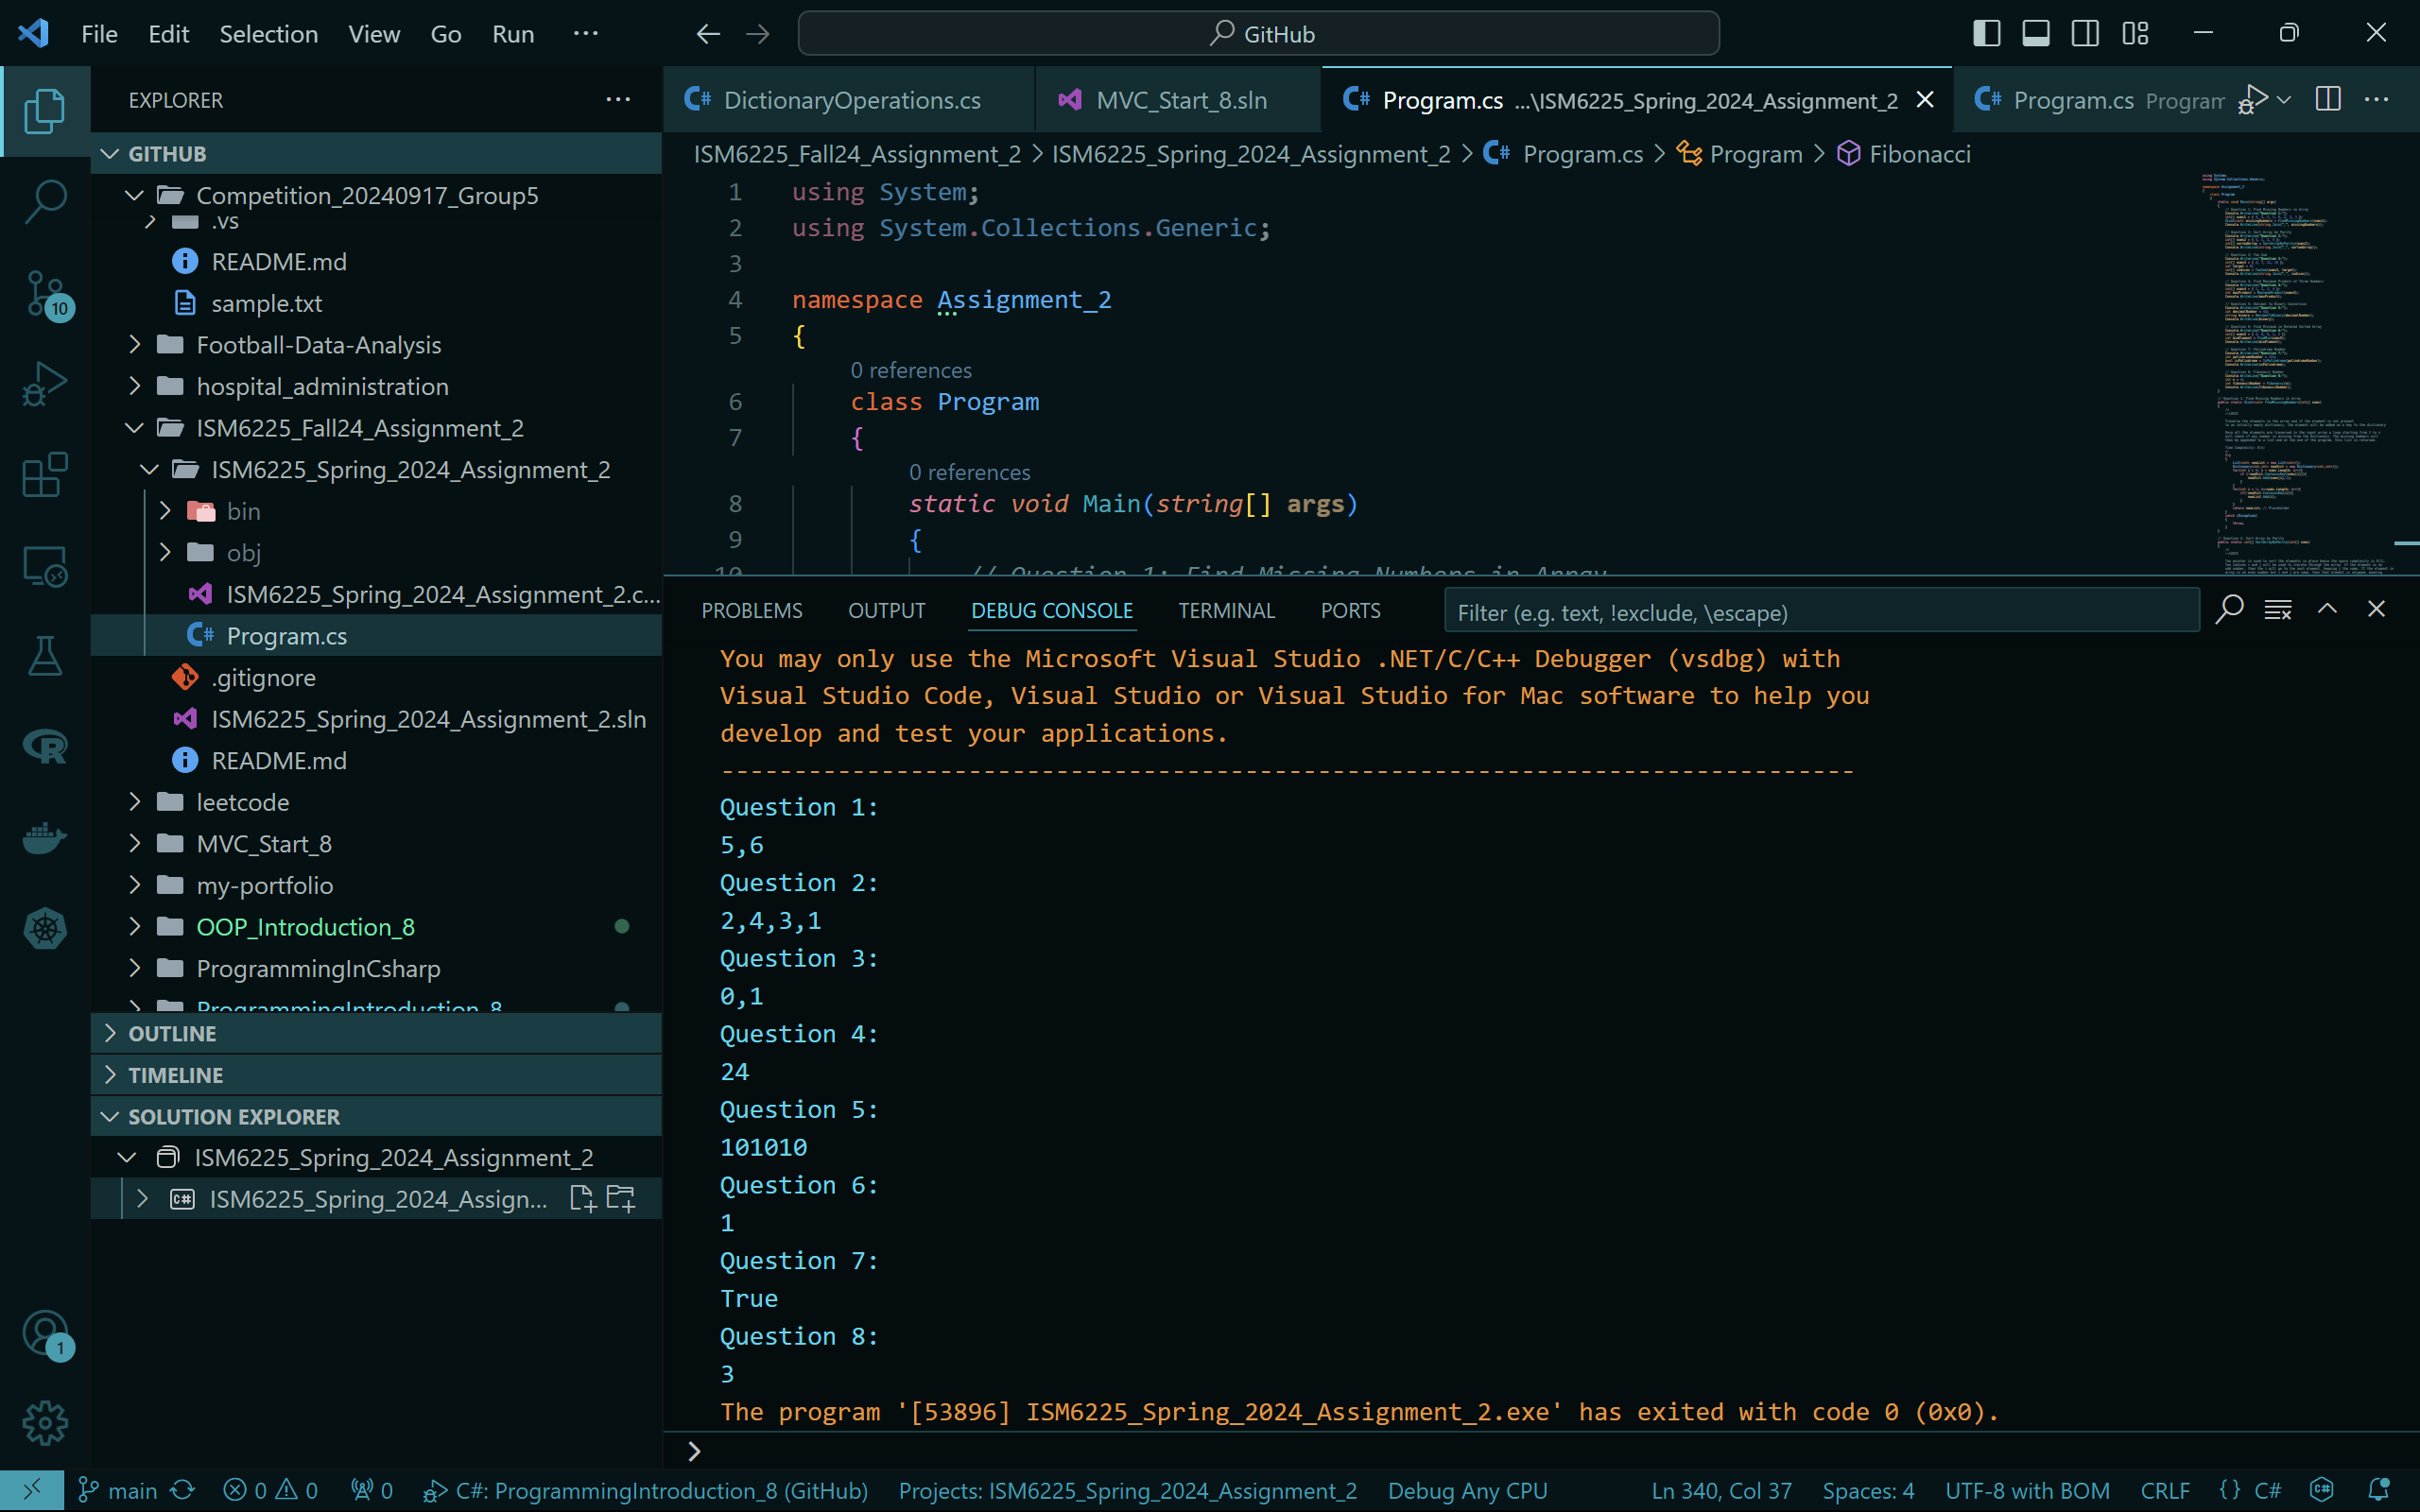 File Edit Selection View Go Run ···
GitHub
EXPLORER
GITHUB
Competition_20240917_Group5
.vs
README.md
sample.txt
Football-Data-Analysis
hospital_administration
ISM6225_Fall24_Assignment_2
ISM6225_Spring_2024_Assignment_2
bin
obj
ISM6225_Spring_2024_Assignment_2.c...
Program.cs
.gitignore
ISM6225_Spring_2024_Assignment_2.sln
README.md
leetcode
MVC_Start_8
my-portfolio
OOP_Introduction_8
ProgrammingInCsharp
ProgrammingIntroduction_8
OUTLINE
TIMELINE
SOLUTION EXPLORER
ISM6225_Spring_2024_Assignment_2
ISM6225_Spring_2024_Assign...
10
1
DictionaryOperations.cs
MVC_Start_8.sln
Program.cs ...\ISM6225_Spring_2024_Assignment_2
Program.cs Program
ISM6225_Fall24_Assignment_2 > ISM6225_Spring_2024_Assignment_2 > Program.cs > Program > Fibonacci
1 using System;
2 using System.Collections.Generic;
3
4 namespace Assignment_2
5 {
0 references
6 class Program
7 {
0 references
8 static void Main(string[] args)
9 {
10 // Question 1: Find Missing Numbers in Array
PROBLEMS OUTPUT DEBUG CONSOLE TERMINAL PORTS
Filter (e.g. text, !exclude, \escape)
You may only use the Microsoft Visual Studio .NET/C/C++ Debugger (vsdbg) with
Visual Studio Code, Visual Studio or Visual Studio for Mac software to help you
develop and test your applications.
------------------------------------------------------------------------------
Question 1:
5,6
Question 2:
2,4,3,1
Question 3:
0,1
Question 4:
24
Question 5:
101010
Question 6:
1
Question 7:
True
Question 8:
3
The program '[53896] ISM6225_Spring_2024_Assignment_2.exe' has exited with code 0 (0x0).
main 0 0 0 C#: ProgrammingIntroduction_8 (GitHub) Projects: ISM6225_Spring_2024_Assignment_2 Debug Any CPU Ln 340, Col 37 Spaces: 4 UTF-8 with BOM CRLF {} C#